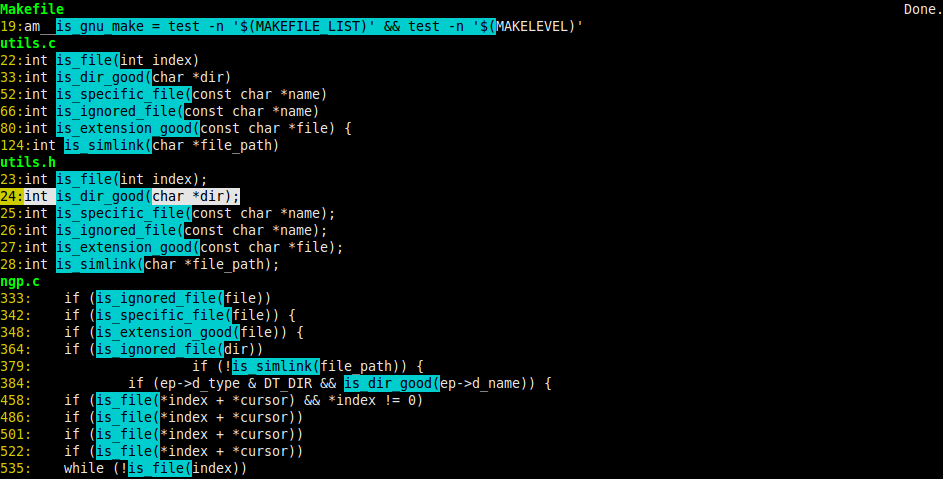 Makefile Done.
19:am__is_gnu_make = test -n '$(MAKEFILE_LIST)' && test -n '$(MAKELEVEL)'
utils.c
22:int is_file(int index)
33:int is_dir_good(char *dir)
52:int is_specific_file(const char *name)
66:int is_ignored_file(const char *name)
80:int is_extension_good(const char *file) {
124:int is_simlink(char *file_path)
utils.h
23:int is_file(int index);
24:int is_dir_good(char *dir);
25:int is_specific_file(const char *name);
26:int is_ignored_file(const char *name);
27:int is_extension_good(const char *file);
28:int is_simlink(char *file_path);
ngp.c
333:    if (is_ignored_file(file))
342:    if (is_specific_file(file)) {
348:    if (is_extension_good(file)) {
364:    if (is_ignored_file(dir))
379:                    if (!is_simlink(file_path)) {
384:            if (ep->d_type & DT_DIR && is_dir_good(ep->d_name)) {
458:    if (is_file(*index + *cursor) && *index != 0)
486:    if (is_file(*index + *cursor))
501:    if (is_file(*index + *cursor))
522:    if (is_file(*index + *cursor))
535:    while (!is_file(index))